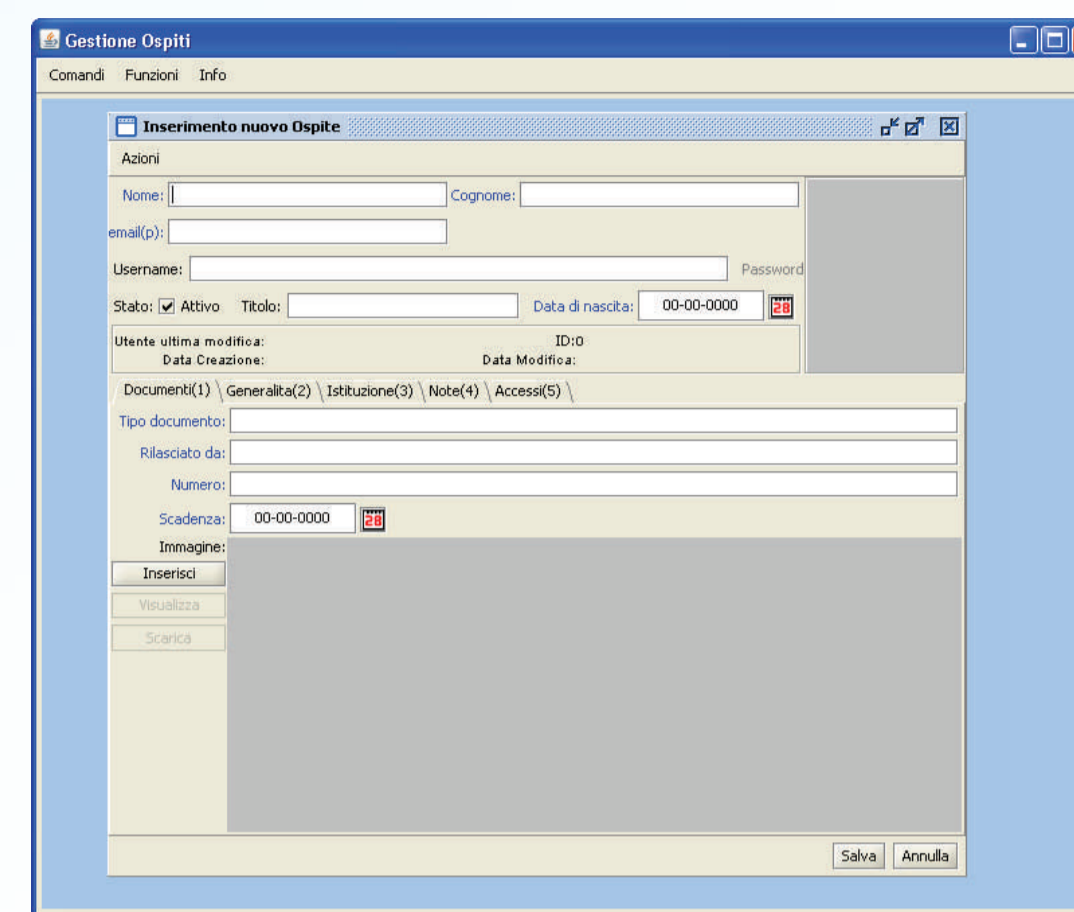 Gestione Ospiti
Comandi Funzioni Info
Inserimento nuovo Ospite
Azioni
Nome: Cognome:
email(p):
Username: Password
Stato: Attivo Titolo: Data di nascita: 00-00-0000 28
Utente ultima modifica: ID:0
Data Creazione: Data Modifica:
Documenti(1) Generalita(2) Istituzione(3) Note(4) Accessi(5)
Tipo documento:
Rilasciato da:
Numero:
Scadenza: 00-00-0000 28
Immagine:
Inserisci
Visualizza
Scarica
Salva Annulla